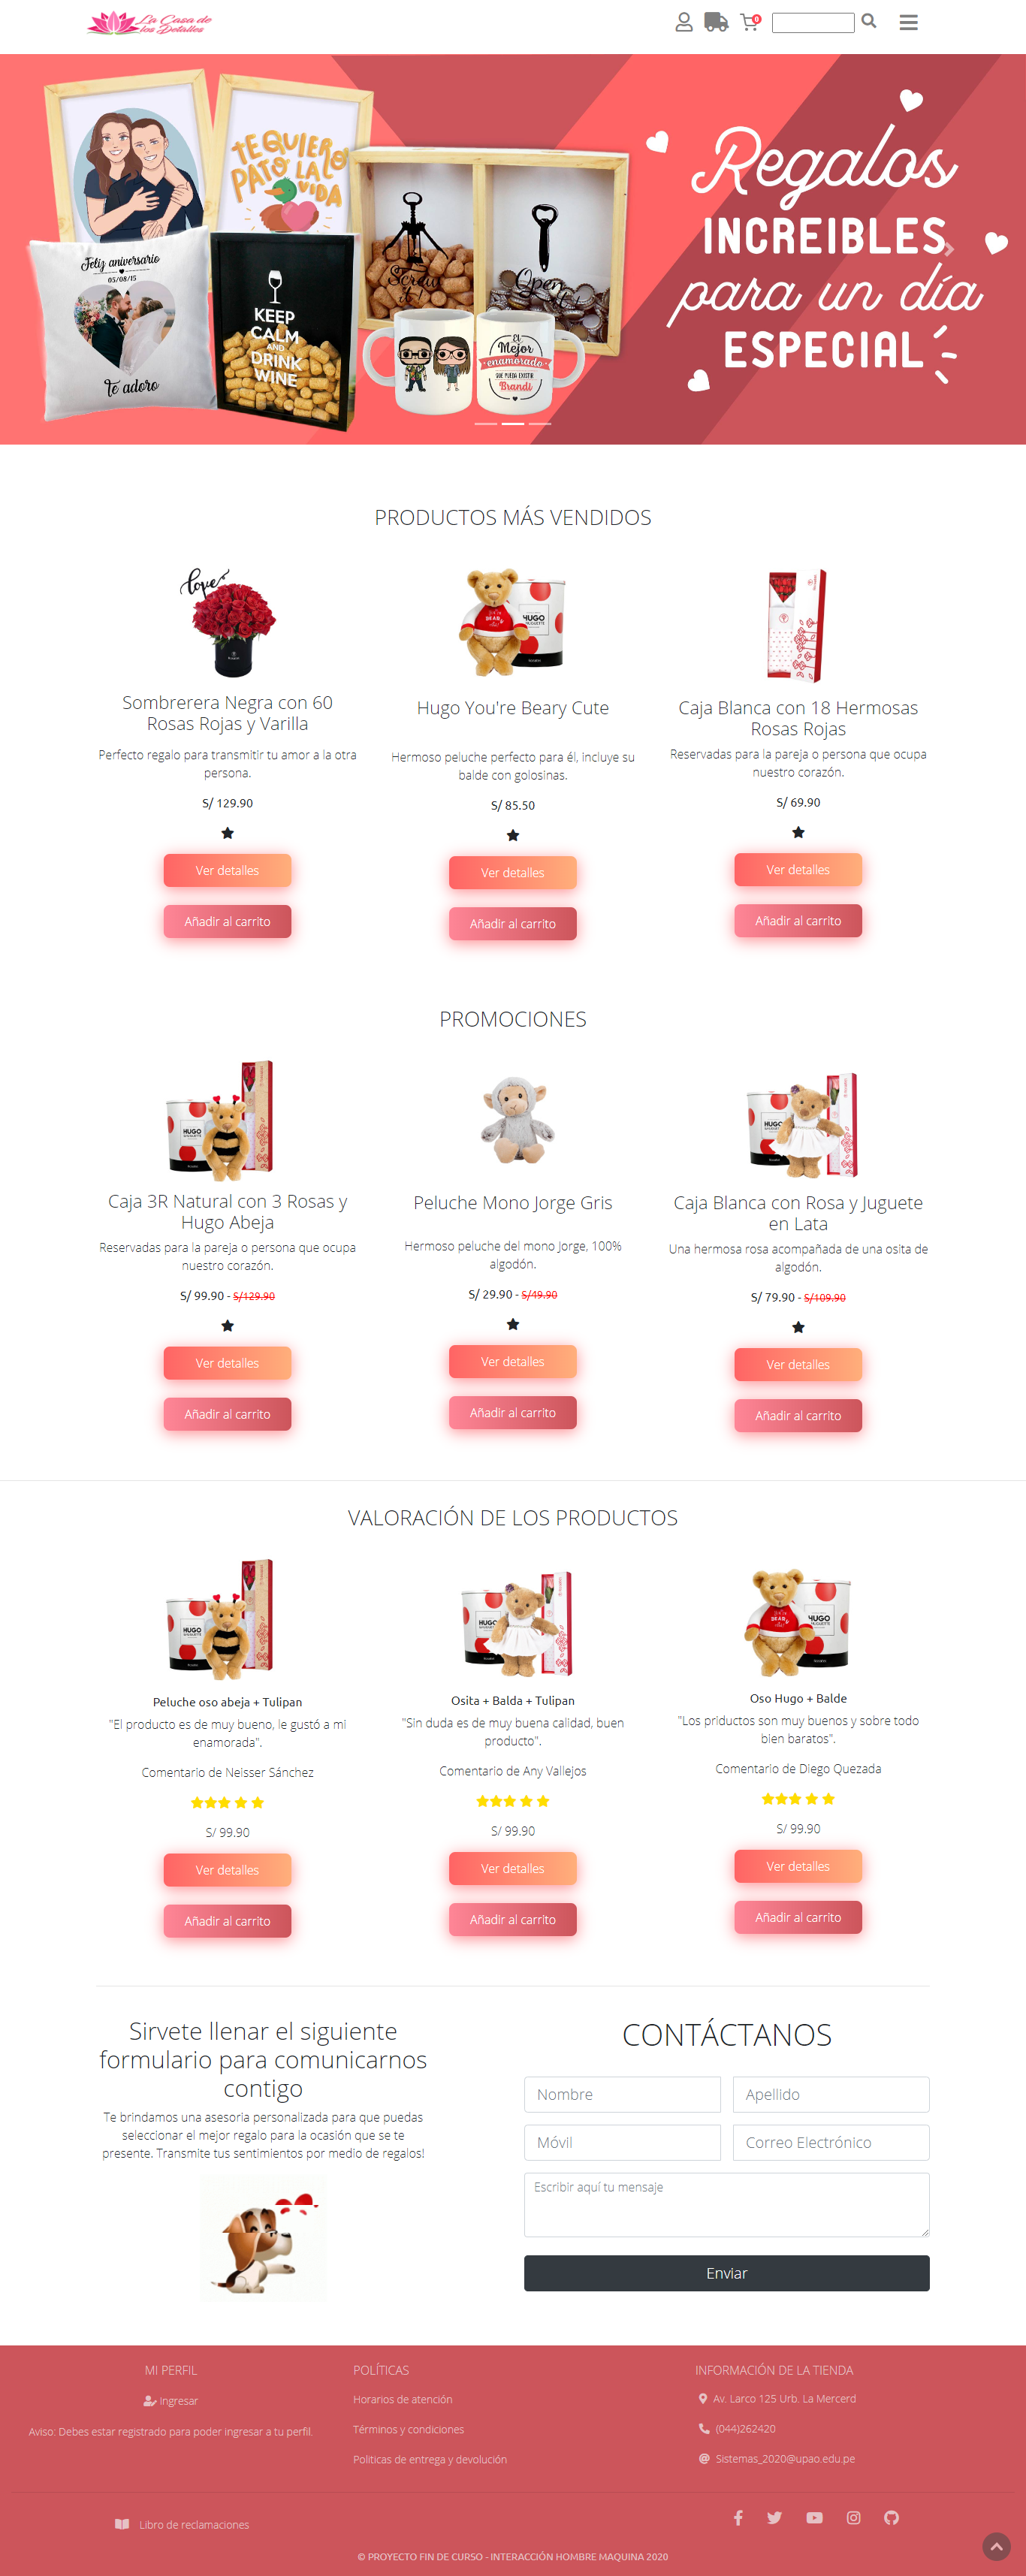 La Casa de
los Detalles
0
TE QUIERO
PATO LA
VIDA
Feliz aniversario
05/08/15
Te adoro
KEEP
CALM
AND
DRINK
WINE
Screw
it!
Open
it!
El
Mejor
enamorado
QUE PUEDA EXISTIR
Brandi
Regalos
INCREIBLES
para un día
ESPECIAL
PRODUCTOS MÁS VENDIDOS
love
HUGO
Sombrerera Negra con 60
Rosas Rojas y Varilla
Perfecto regalo para transmitir tu amor a la otra
persona.
S/ 129.90
Ver detalles
Añadir al carrito
Hugo You're Beary Cute
Hermoso peluche perfecto para él, incluye su
balde con golosinas.
S/ 85.50
Ver detalles
Añadir al carrito
Caja Blanca con 18 Hermosas
Rosas Rojas
Reservadas para la pareja o persona que ocupa
nuestro corazón.
S/ 69.90
Ver detalles
Añadir al carrito
PROMOCIONES
HUGO
HUGO
Caja 3R Natural con 3 Rosas y
Hugo Abeja
Reservadas para la pareja o persona que ocupa
nuestro corazón.
S/ 99.90 - S/129.90
Ver detalles
Añadir al carrito
Peluche Mono Jorge Gris
Hermoso peluche del mono Jorge, 100%
algodón.
S/ 29.90 - S/49.90
Ver detalles
Añadir al carrito
Caja Blanca con Rosa y Juguete
en Lata
Una hermosa rosa acompañada de una osita de
algodón.
S/ 79.90 - S/109.90
Ver detalles
Añadir al carrito
VALORACIÓN DE LOS PRODUCTOS
HUGO
HUGO
HUGO
Peluche oso abeja + Tulipan
"El producto es de muy bueno, le gustó a mi
enamorada".
Comentario de Neisser Sánchez
S/ 99.90
Ver detalles
Añadir al carrito
Osita + Balda + Tulipan
"Sin duda es de muy buena calidad, buen
producto".
Comentario de Any Vallejos
S/ 99.90
Ver detalles
Añadir al carrito
Oso Hugo + Balde
"Los priductos son muy buenos y sobre todo
bien baratos".
Comentario de Diego Quezada
S/ 99.90
Ver detalles
Añadir al carrito
Sirvete llenar el siguiente
formulario para comunicarnos
contigo
Te brindamos una asesoria personalizada para que puedas
seleccionar el mejor regalo para la ocasión que se te
presente. Transmite tus sentimientos por medio de regalos!
CONTÁCTANOS
Nombre
Apellido
Móvil
Correo Electrónico
Escribir aquí tu mensaje
Enviar
MI PERFIL
Ingresar
Aviso: Debes estar registrado para poder ingresar a tu perfil.
POLÍTICAS
Horarios de atención
Términos y condiciones
Politicas de entrega y devolución
INFORMACIÓN DE LA TIENDA
Av. Larco 125 Urb. La Mercerd
(044)262420
Sistemas_2020@upao.edu.pe
Libro de reclamaciones
© PROYECTO FIN DE CURSO - INTERACCIÓN HOMBRE MAQUINA 2020